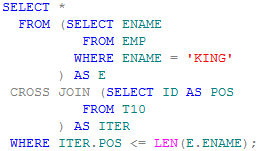 SELECT *
FROM (SELECT ENAME
FROM EMP
WHERE ENAME = 'KING'
) AS E
CROSS JOIN (SELECT ID AS POS
FROM T10
) AS ITER
WHERE ITER.POS <= LEN(E.ENAME);